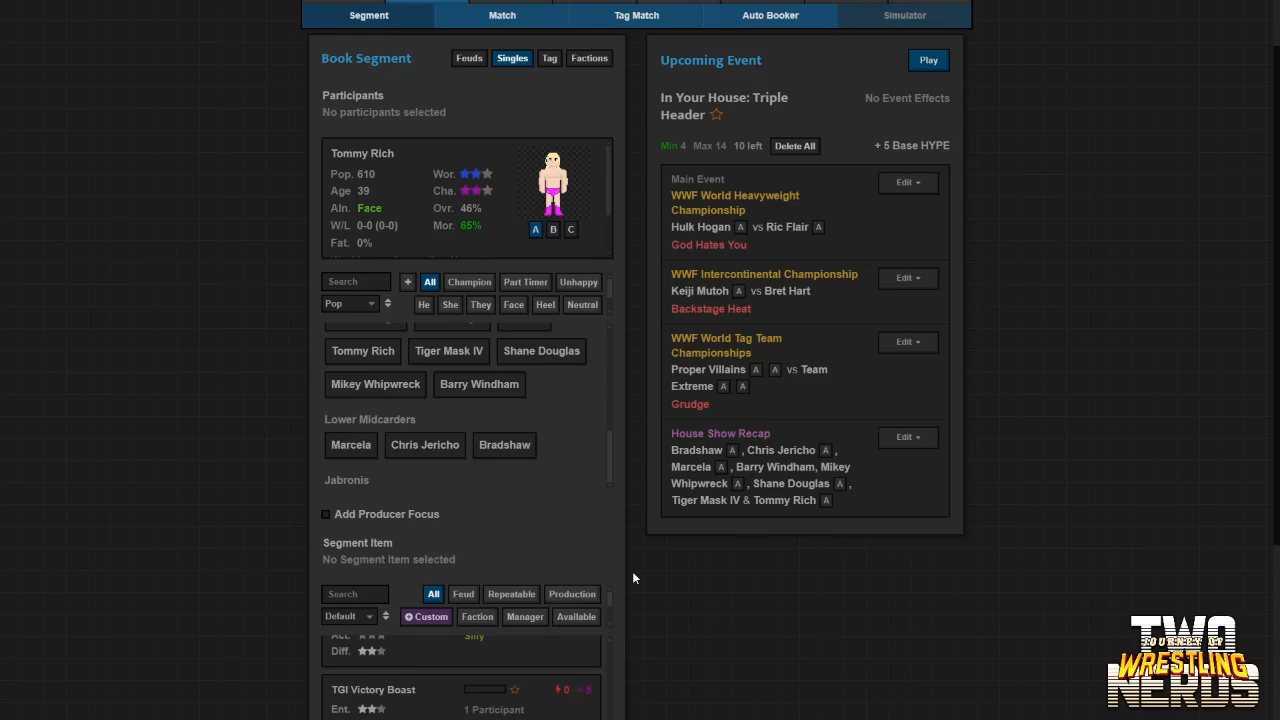 Segment
Match
Tag Match
Auto Booker
Simulator
Book Segment
Feuds
Singles
Tag
Factions
Participants
No participants selected
Tommy Rich
Pop. 610
Wor.
Age 39
Cha.
Aln. Face
Ovr. 46%
W/L 0-0 (0-0)
Mor. 65%
Fat. 0%
A B C
Search
+
All
Champion
Part Timer
Unhappy
Pop
He
She
They
Face
Heel
Neutral
Tommy Rich
Tiger Mask IV
Shane Douglas
Mikey Whipwreck
Barry Windham
Lower Midcarders
Marcela
Chris Jericho
Bradshaw
Jabronis
Add Producer Focus
Segment Item
No Segment Item selected
Search
All
Feud
Repeatable
Production
Default
Custom
Faction
Manager
Available
Act.
Silly
Diff.
TGI Victory Boast
0
Ent.
1 Participant
Upcoming Event
Play
In Your House: Triple
Header
No Event Effects
Min 4 Max 14 10 left
Delete All
+ 5 Base HYPE
Main Event
Edit
WWF World Heavyweight
Championship
Hulk Hogan A vs Ric Flair A
God Hates You
WWF Intercontinental Championship
Edit
Keiji Mutoh A vs Bret Hart
Backstage Heat
WWF World Tag Team
Edit
Championships
Proper Villains A A vs Team
Extreme A A
Grudge
House Show Recap
Edit
Bradshaw A , Chris Jericho A ,
Marcela A , Barry Windham, Mikey
Whipwreck A , Shane Douglas A ,
Tiger Mask IV & Tommy Rich A
TWO
JOURNEY OF
WRESTLING
NERDS